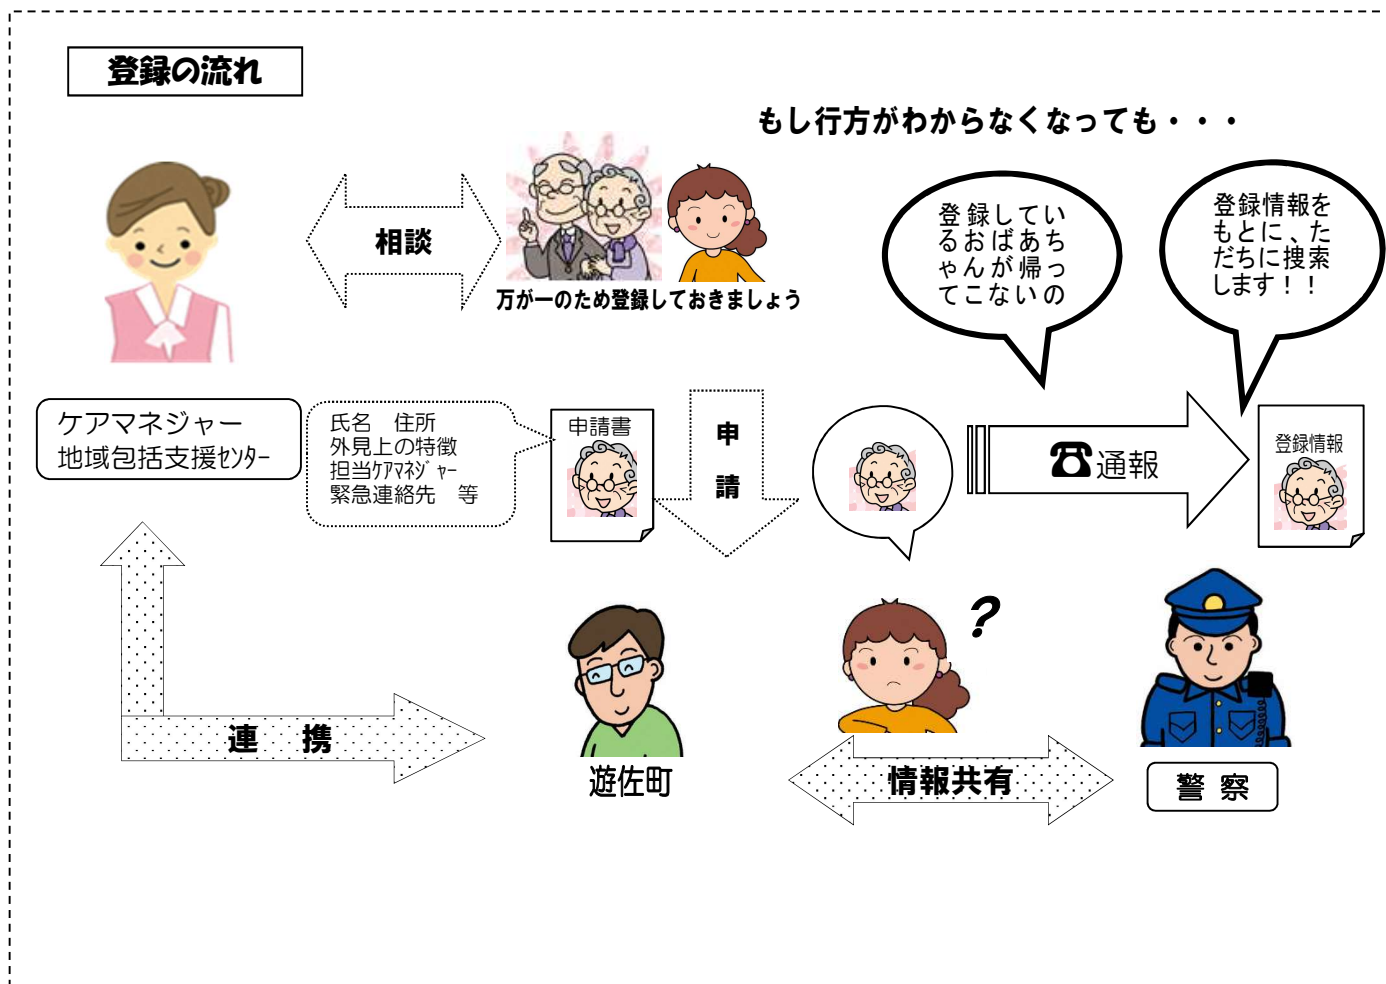 登録の流れ
もし行方がわからなくなっても・・・
相談
万が一のため登録しておきましょう
登録してい
るおばあち
ゃんが帰っ
てこないの
登録情報を
もとに、た
だちに捜索
します！！
ケアマネジャー
地域包括支援ｾﾝﾀｰ
氏名　住所
外見上の特徴
担当ｹｱﾏﾈｼﾞｬｰ
緊急連絡先　等
申請書
申
請
☎通報
登録情報
?
連　携
遊佐町
情報共有
警 察